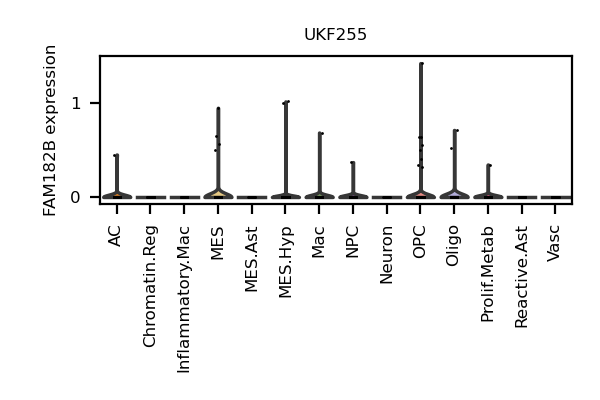 UKF255
FAM182B expression
1
0
AC
Chromatin.Reg
Inflammatory.Mac
MES
MES.Ast
MES.Hyp
Mac
NPC
Neuron
OPC
Oligo
Prolif.Metab
Reactive.Ast
Vasc